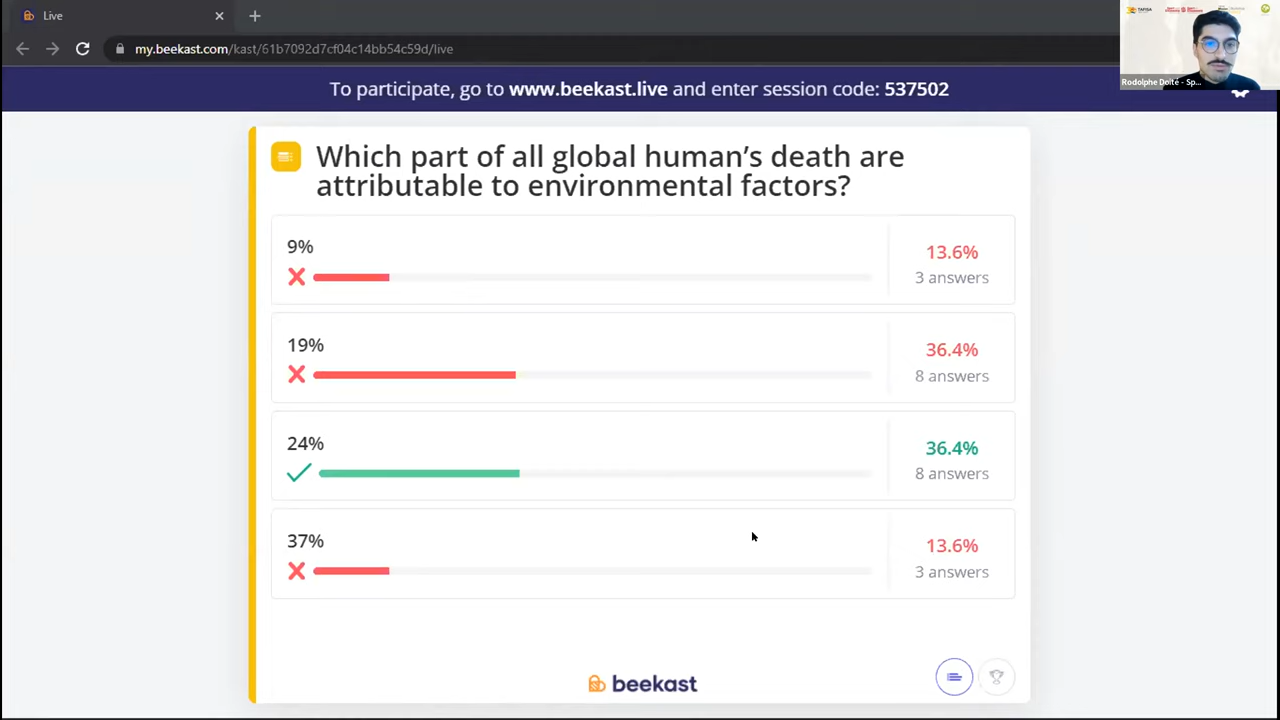 Live
my.beekast.com/kast/61b7092d7cf04c14bb54c59d/live
TAFISA
Rodolphe Doité - Sp...
To participate, go to www.beekast.live and enter session code: 537502
Which part of all global human’s death are
attributable to environmental factors?
9%
13.6%
3 answers
19%
36.4%
8 answers
24%
36.4%
8 answers
37%
13.6%
3 answers
beekast